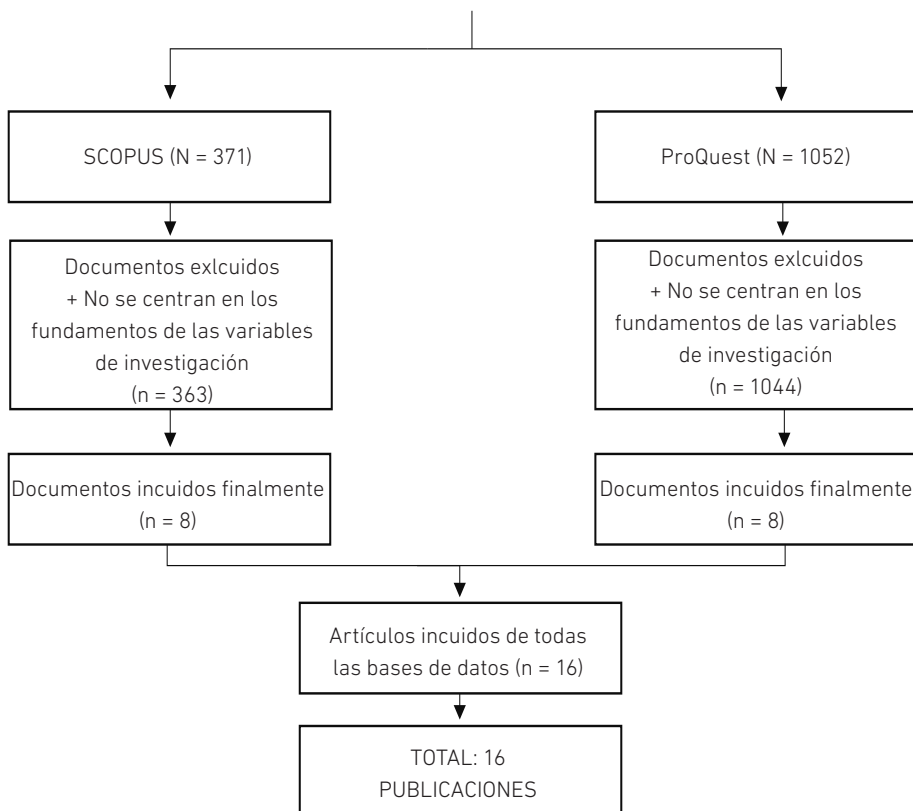 SCOPUS (N = 371)
ProQuest (N = 1052)
Documentos exlcuidos
+ No se centran en los
fundamentos de las variables
de investigación
(n = 363)
Documentos exlcuidos
+ No se centran en los
fundamentos de las variables
de investigación
(n = 1044)
Documentos incuidos finalmente
(n = 8)
Documentos incuidos finalmente
(n = 8)
Artículos incuidos de todas
las bases de datos (n = 16)
TOTAL: 16
PUBLICACIONES